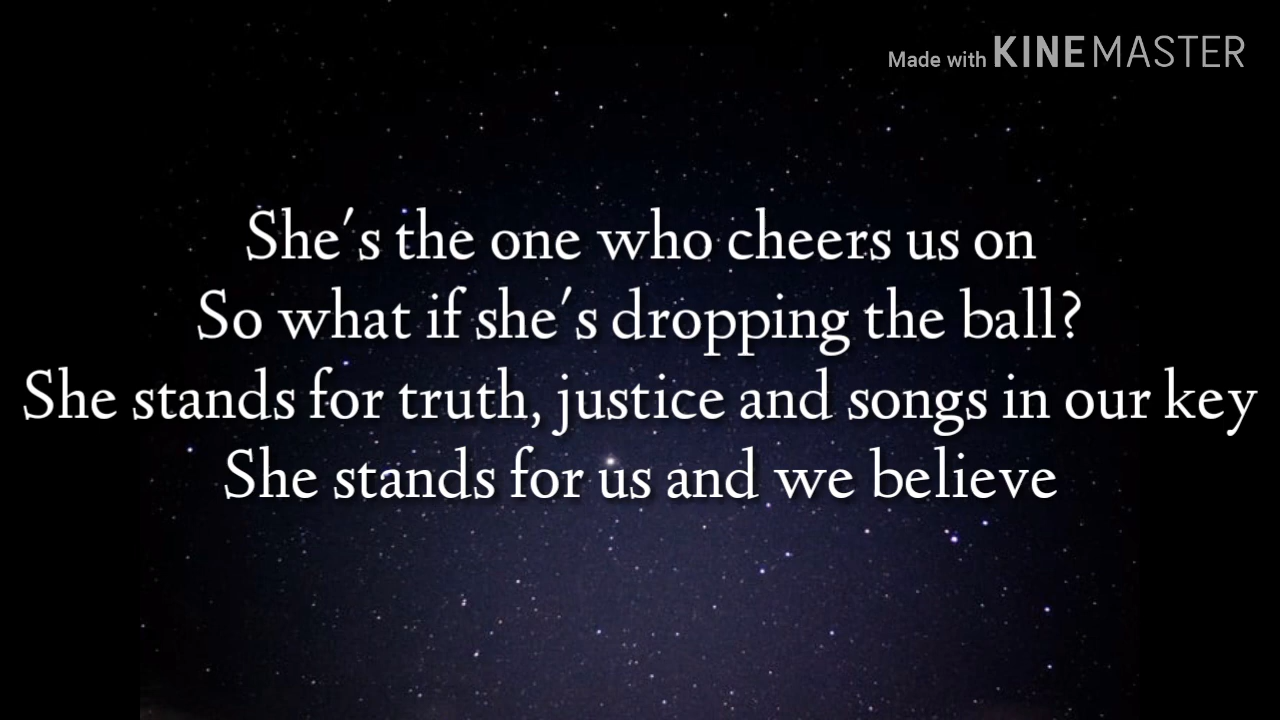 Made with KINEMASTER
She's the one who cheers us on
So what if she's dropping the ball?
She stands for truth, justice and songs in our key
She stands for us and we believe